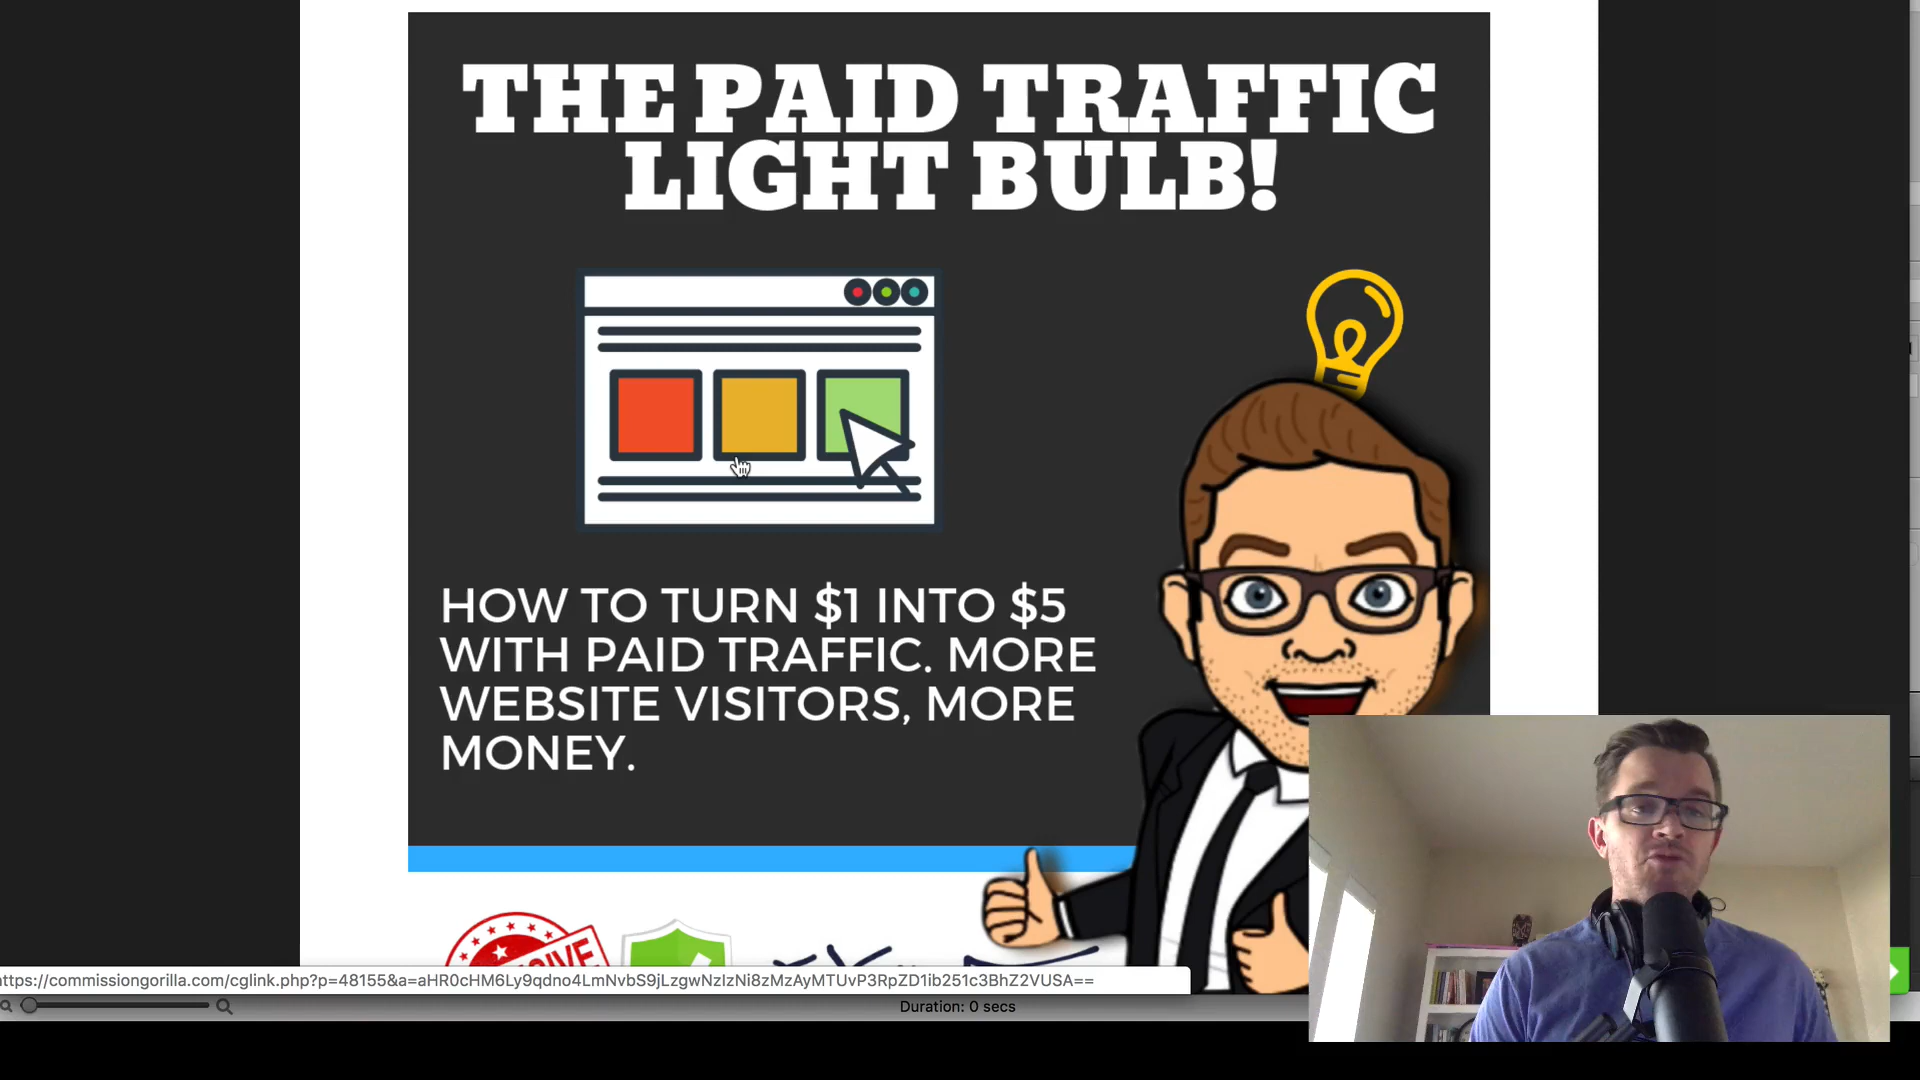 THE PAID TRAFFIC
LIGHT BULB!
HOW TO TURN $1 INTO $5
WITH PAID TRAFFIC. MORE
WEBSITE VISITORS, MORE
MONEY.
https://commissiongorilla.com/cglink.php?p=48155&a=aHR0cHM6Ly9qdno4LmNvbS9jLzgwNzIzNi8zMzAyMTUvP3RpZD1ib251c3BhZ2VUSA==
Duration: 0 secs